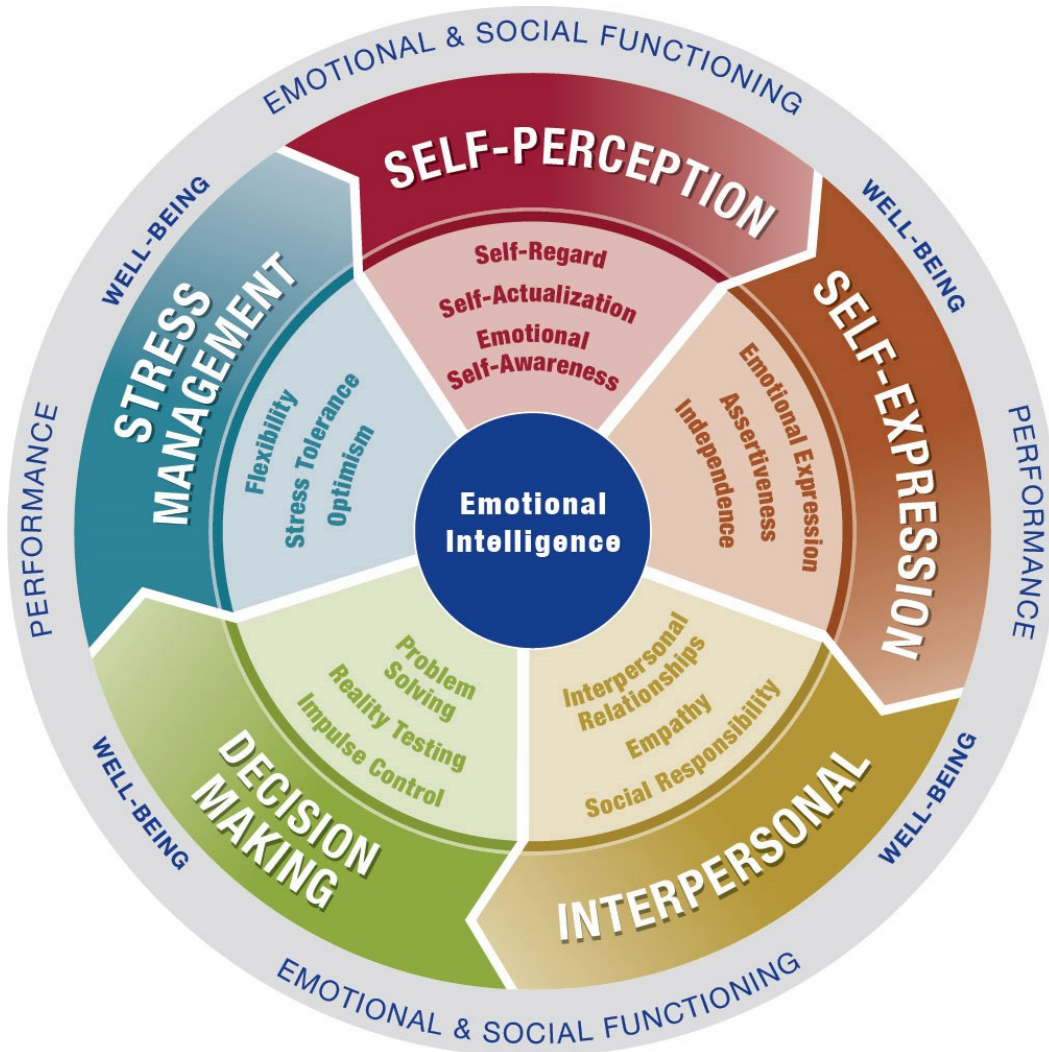 EMOTIONAL & SOCIAL FUNCTIONING
WELL-BEING
PERFORMANCE
WELL-BEING
EMOTIONAL & SOCIAL FUNCTIONING
WELL-BEING
PERFORMANCE
WELL-BEING
SELF-PERCEPTION
Self-Regard
Self-Actualization
Emotional
Self-Awareness
SELF-EXPRESSION
Emotional Expression
Assertiveness
Independence
INTERPERSONAL
Interpersonal
Relationships
Empathy
Social Responsibility
DECISION
MAKING
Problem
Solving
Reality Testing
Impulse Control
STRESS
MANAGEMENT
Flexibility
Stress Tolerance
Optimism
Emotional
Intelligence